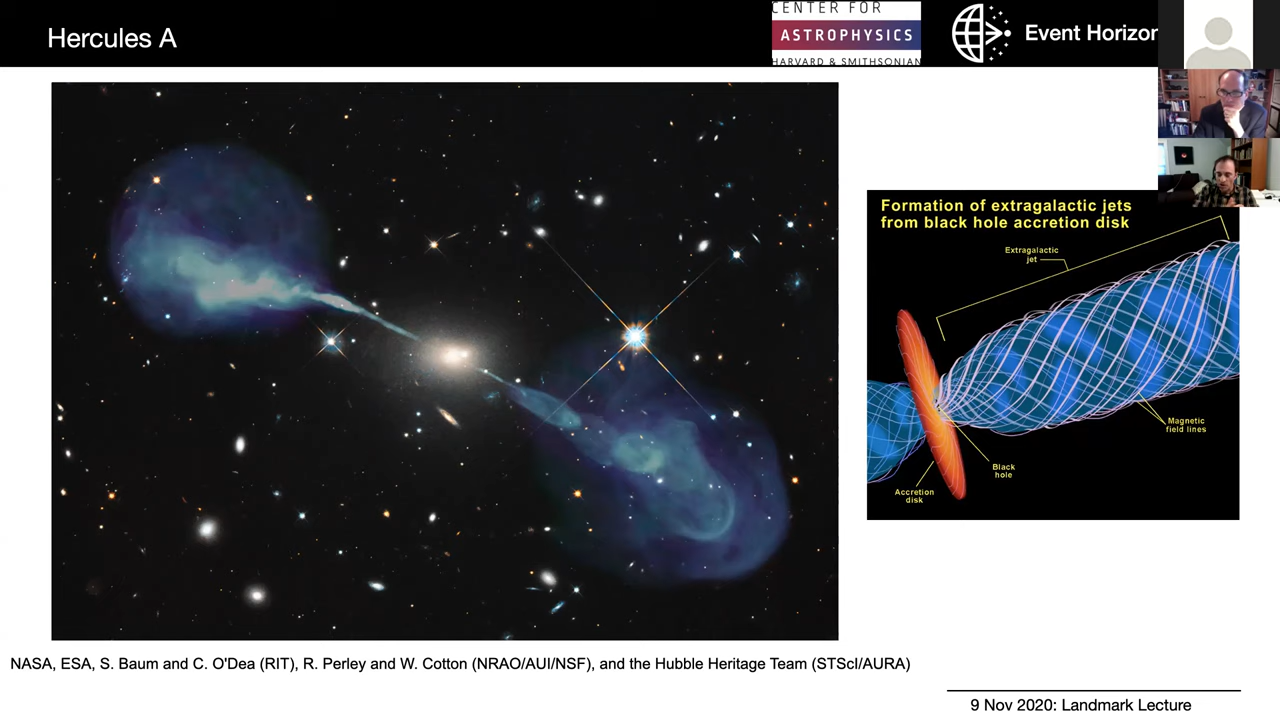 Hercules A
CENTER FOR
ASTROPHYSICS
HARVARD & SMITHSONIAN
Event Horizon
Formation of extragalactic jets
from black hole accretion disk
Extragalactic
jet
Magnetic
field lines
Black
hole
Accretion
disk
NASA, ESA, S. Baum and C. O'Dea (RIT), R. Perley and W. Cotton (NRAO/AUI/NSF), and the Hubble Heritage Team (STScI/AURA)
9 Nov 2020: Landmark Lecture